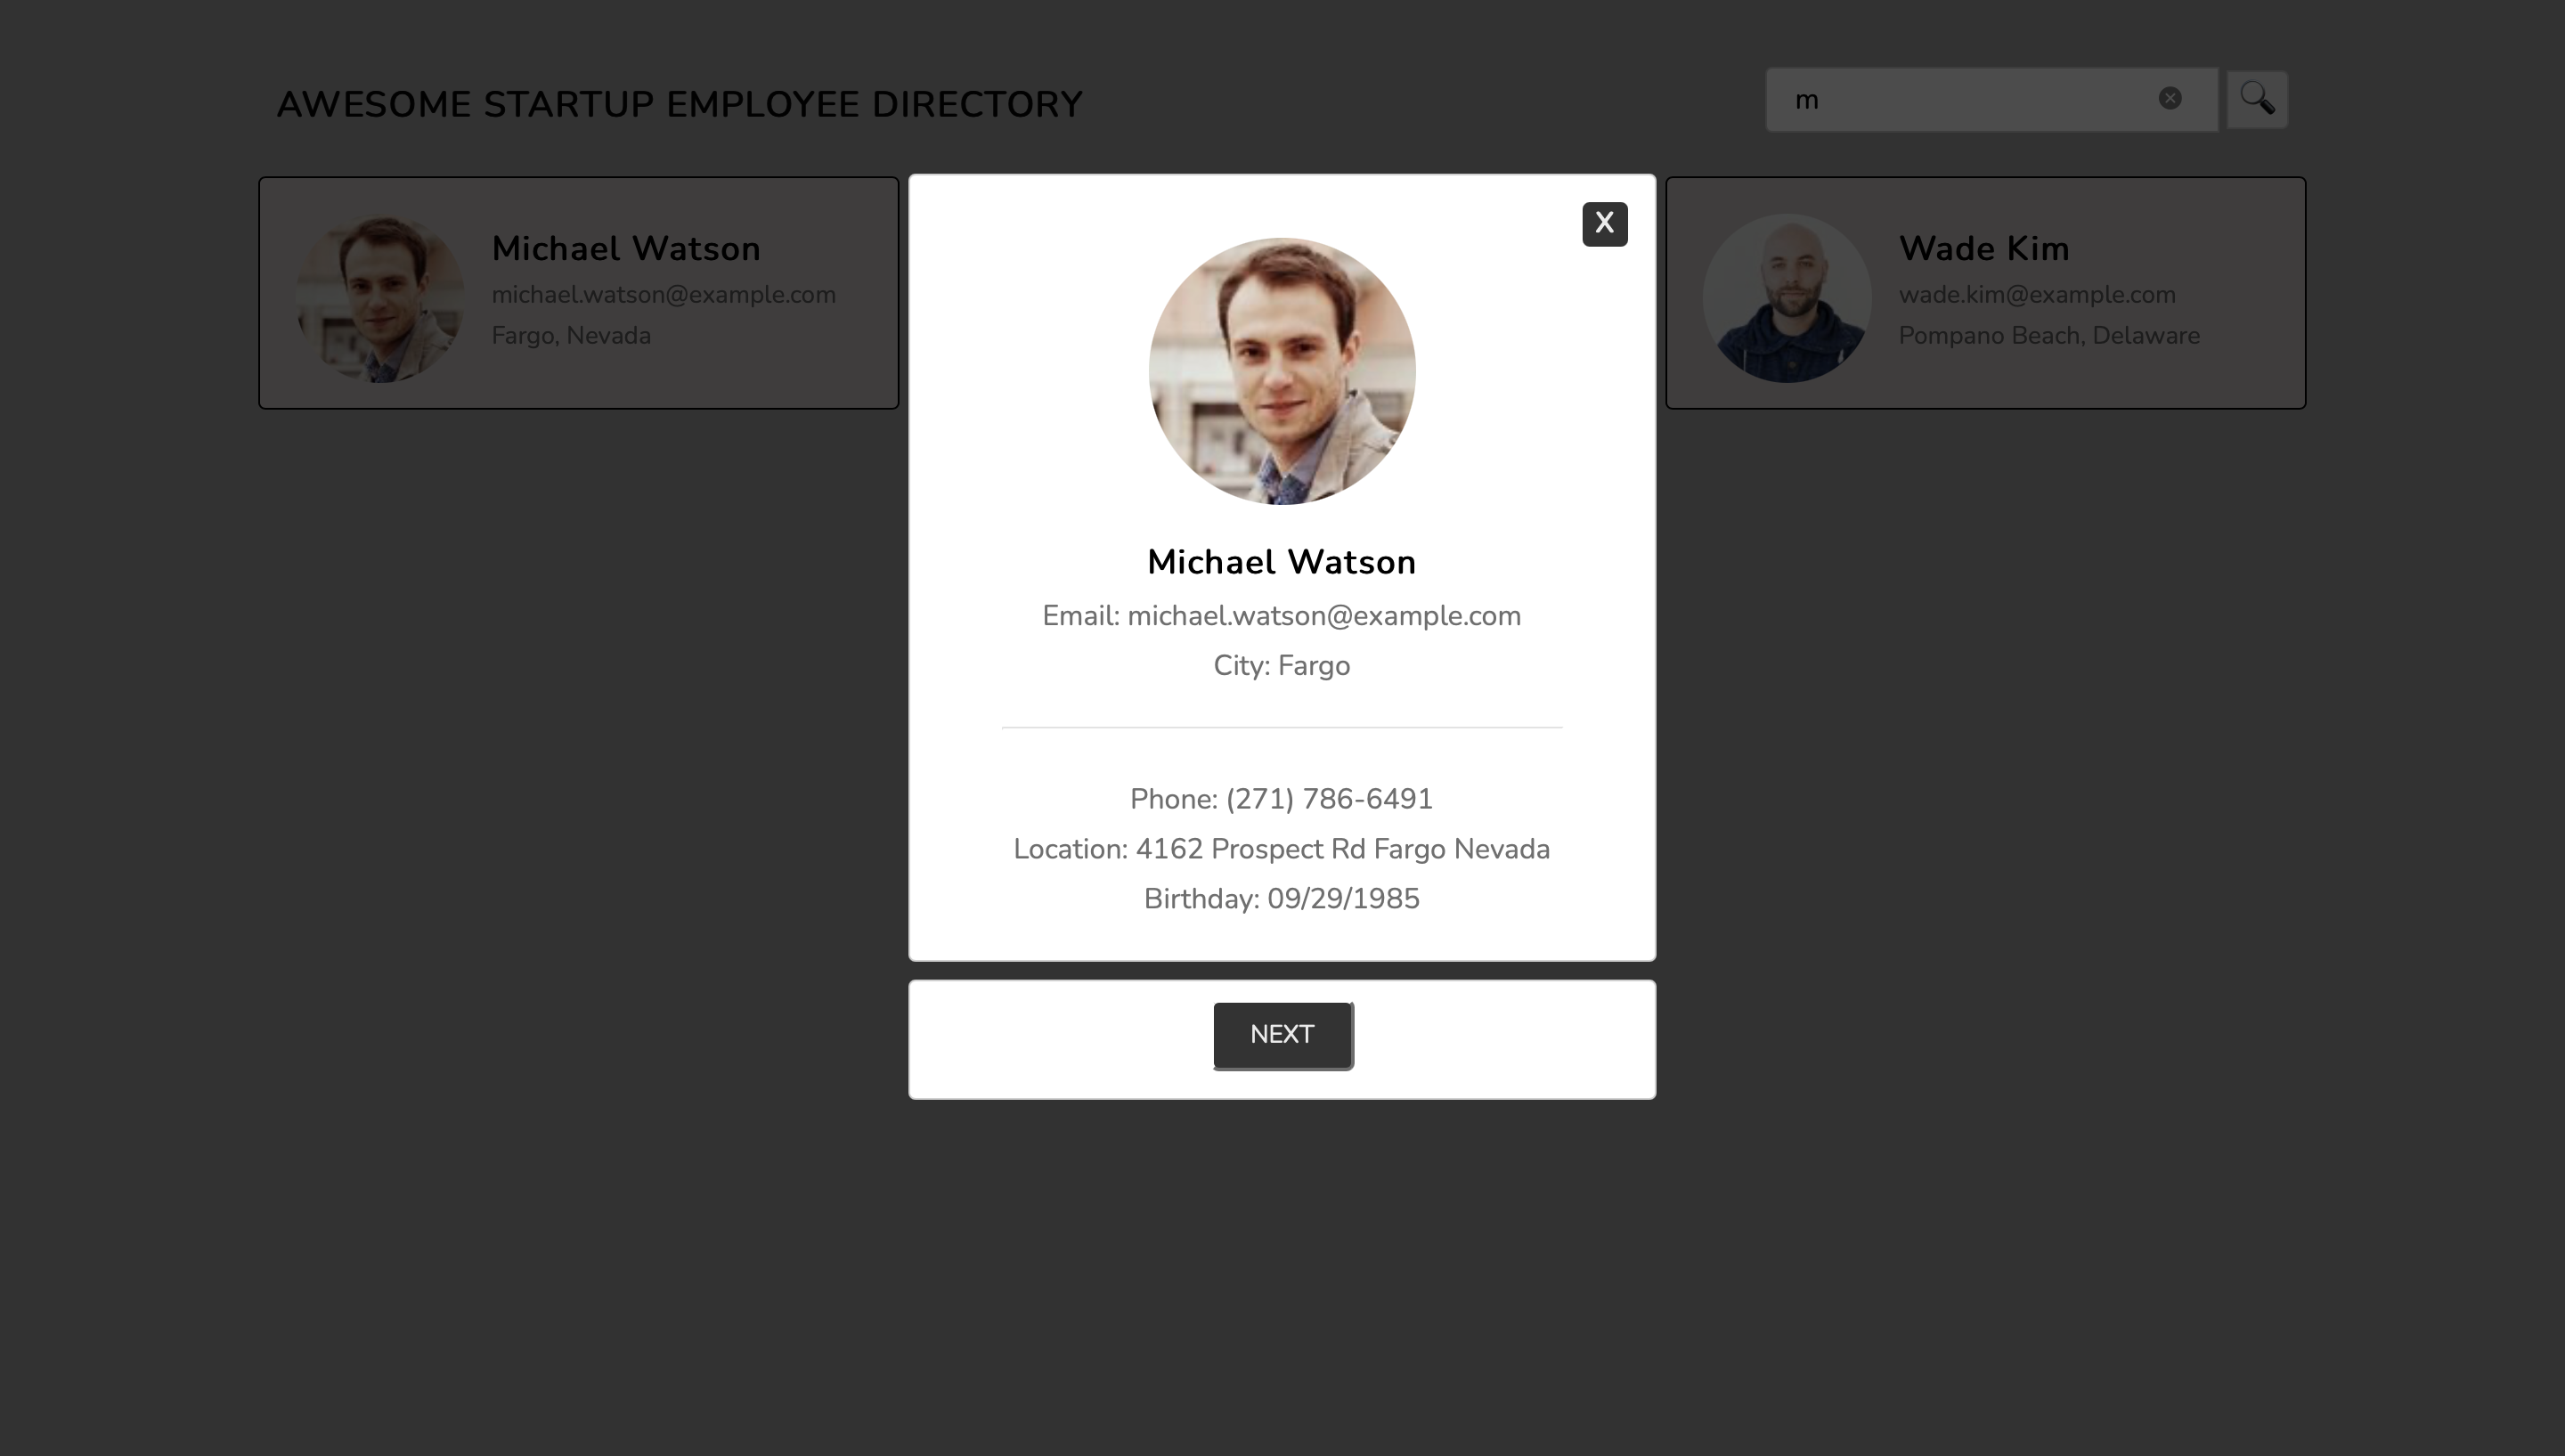 AWESOME STARTUP EMPLOYEE DIRECTORY
m
Michael Watson
michael.watson@example.com
Fargo, Nevada
Wade Kim
wade.kim@example.com
Pompano Beach, Delaware
X
Michael Watson
Email: michael.watson@example.com
City: Fargo
Phone: (271) 786-6491
Location: 4162 Prospect Rd Fargo Nevada
Birthday: 09/29/1985
NEXT